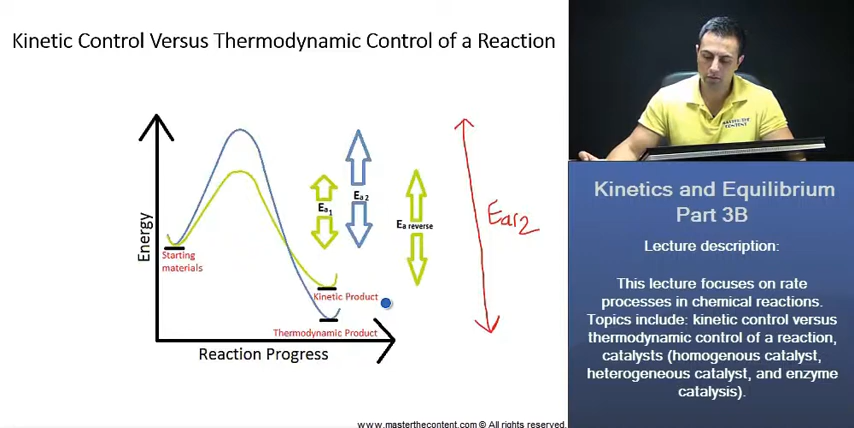 Kinetic Control Versus Thermodynamic Control of a Reaction
Energy
Starting
materials
Ea1
Ea2
Ea reverse
Ear2
Kinetic Product
Thermodynamic Product
Reaction Progress
www.masterthecontent.com © All rights reserved.
MASTER THE
CONTENT
Kinetics and Equilibrium
Part 3B
Lecture description:
This lecture focuses on rate
processes in chemical reactions.
Topics include: kinetic control versus
thermodynamic control of a reaction,
catalysts (homogenous catalyst,
heterogeneous catalyst, and enzyme
catalysis).